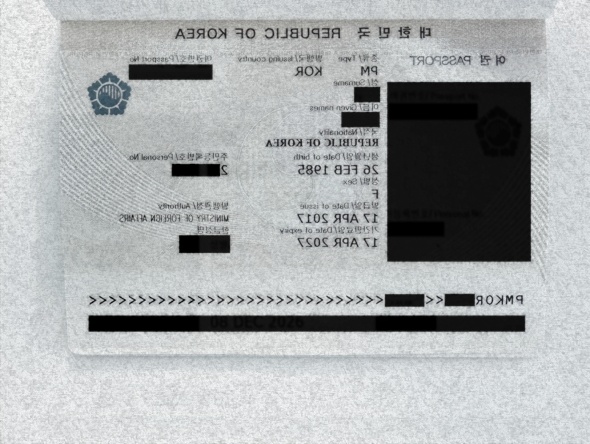 대한민국 REPUBLIC OF KOREA
여권 PASSPORT
종류/Type 발행국/Issuing country 여권번호/Passport No.
PM KOR
성/Surname
이름/Given names
국적/Nationality
REPUBLIC OF KOREA
생년월일/Date of birth 주민등록번호/Personal No.
26 FEB 1985 2
성별/Sex
F
발급일/Date of issue 발행관청/Authority
17 APR 2017 MINISTRY OF FOREIGN AFFAIRS
기간만료일/Date of expiry 한글성명
17 APR 2027
PMKOR <<
<<<<<<<<<<<<<<<<<<<<<<<<<<<
08 DEC 2026